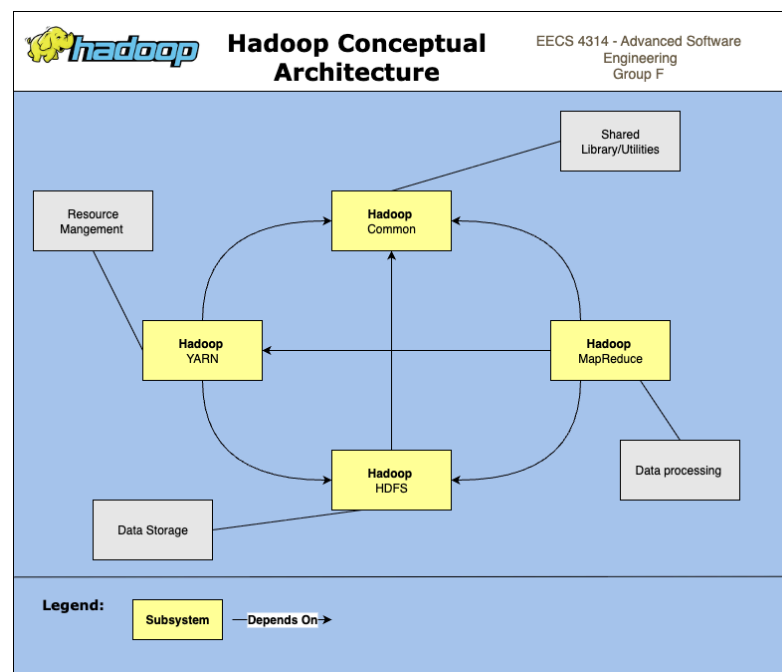 hadoop
Hadoop Conceptual
Architecture
EECS 4314 - Advanced Software
Engineering
Group F
Shared
Library/Utilities
Resource
Mangement
Hadoop
Common
Hadoop
YARN
Hadoop
MapReduce
Hadoop
HDFS
Data processing
Data Storage
Legend:
Subsystem
Depends On